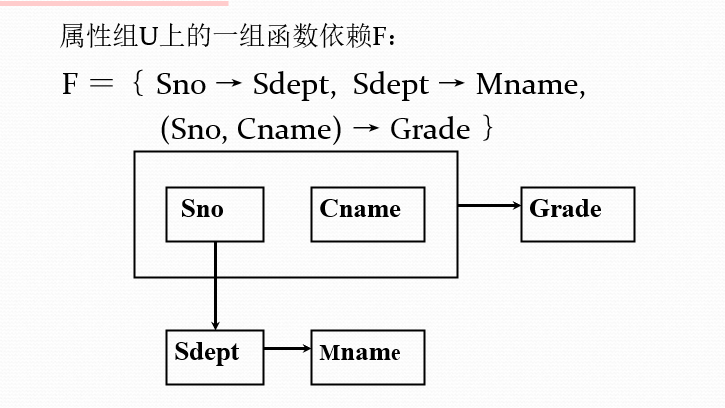 属性组U上的一组函数依赖F：
F ＝｛ Sno → Sdept, Sdept → Mname,
(Sno, Cname) → Grade ｝
Sno Cname Grade
Sdept Mname